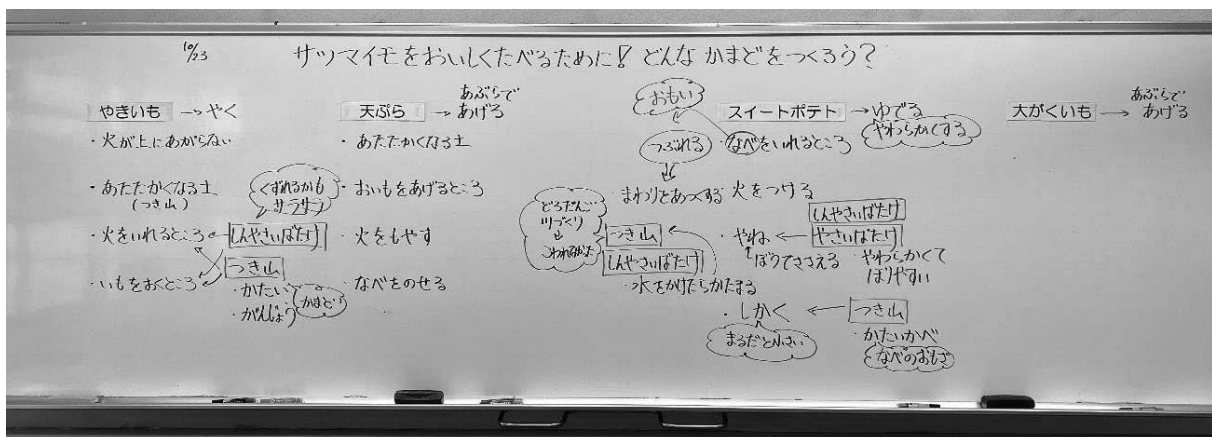 10/23
サツマイモをおいしくたべるために! どんな かまどをつくろう?
やきいも → やく
・火が上にあがらない
・あたたかくなる土
(つき山)
・火をいれるところ
・いもをおくところ
くずれるかも
サラサラ
しんやさいばたけ
つき山
・かたい
・がんじょう
かまど
天ぷら → あぶらで
あげる
・あたたかくなる土
・おいもをあげるところ
・火をもやす
・なべをのせる
スイートポテト → ゆでる
やわらかくする
おもい
・なべをいれるところ
つぶれる
まわりとあつくする 火をつける
どろだんご
川づくり
こわれなかった
つき山
しんやさいばたけ
・水をかけたらかたまる
・やね
ぼうでささえる
しんやさいばたけ
やさいばたけ
・やわらかくて
ほりやすい
・しかく
まるだと小さい
つき山
・かたいかべ
なべのおもさ
大がくいも → あぶらで
あげる